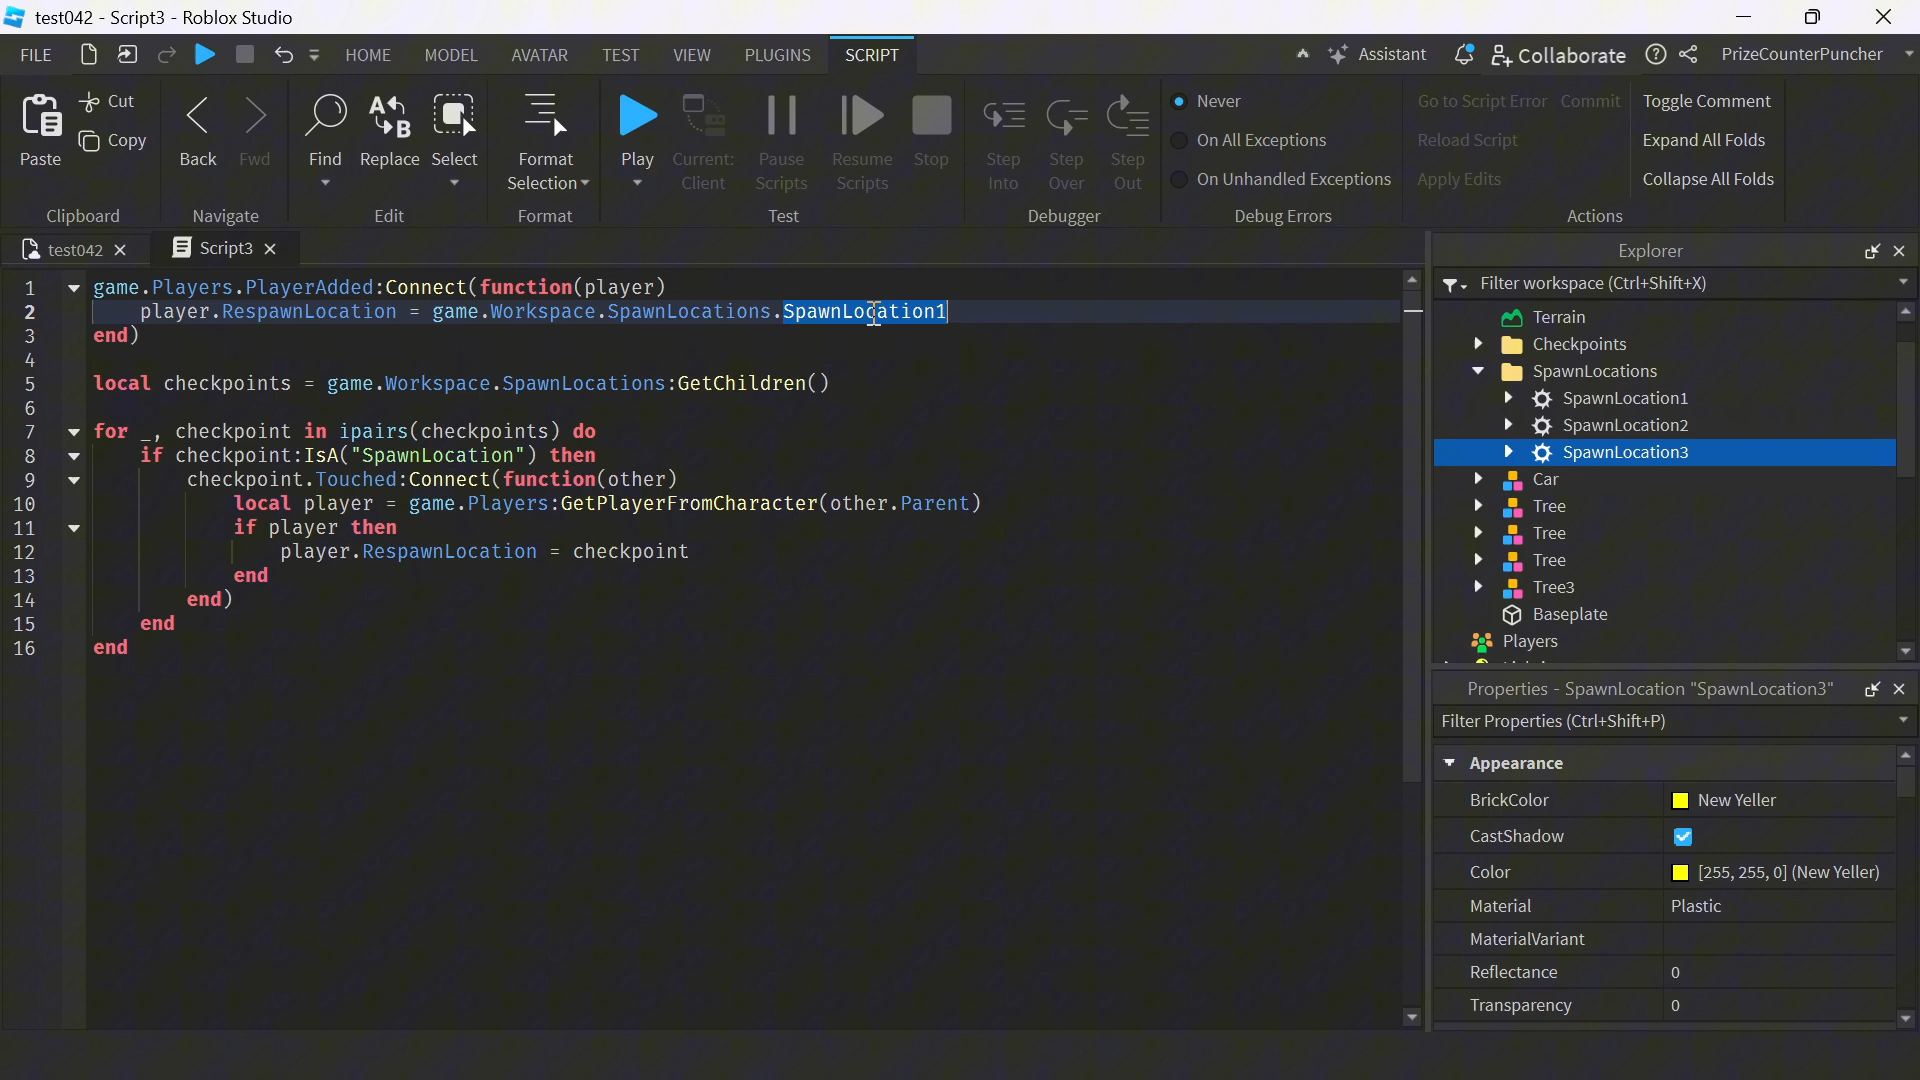 test042 - Script3 - Roblox Studio
FILE HOME MODEL AVATAR TEST VIEW PLUGINS SCRIPT Assistant Collaborate PrizeCounterPuncher
Paste Cut Copy Clipboard
Back Fwd Navigate
Find Replace Select Edit
Format Selection Format
Play Current: Client Pause Scripts Resume Scripts Stop Test
Step Into Step Over Step Out Debugger
Never
On All Exceptions
On Unhandled Exceptions
Debug Errors
Go to Script Error Commit Toggle Comment
Reload Script Expand All Folds
Apply Edits Collapse All Folds
Actions
test042 Script3
1 game.Players.PlayerAdded:Connect(function(player)
2 player.RespawnLocation = game.Workspace.SpawnLocations.SpawnLocation1
3 end)
4
5 local checkpoints = game.Workspace.SpawnLocations:GetChildren()
6
7 for _, checkpoint in ipairs(checkpoints) do
8 if checkpoint:IsA("SpawnLocation") then
9 checkpoint.Touched:Connect(function(other)
10 local player = game.Players:GetPlayerFromCharacter(other.Parent)
11 if player then
12 player.RespawnLocation = checkpoint
13 end
14 end)
15 end
16 end
Explorer
Filter workspace (Ctrl+Shift+X)
Terrain
Checkpoints
SpawnLocations
SpawnLocation1
SpawnLocation2
SpawnLocation3
Car
Tree
Tree
Tree
Tree3
Baseplate
Players
Properties - SpawnLocation "SpawnLocation3"
Filter Properties (Ctrl+Shift+P)
Appearance
BrickColor New Yeller
CastShadow
Color [255, 255, 0] (New Yeller)
Material Plastic
MaterialVariant
Reflectance 0
Transparency 0